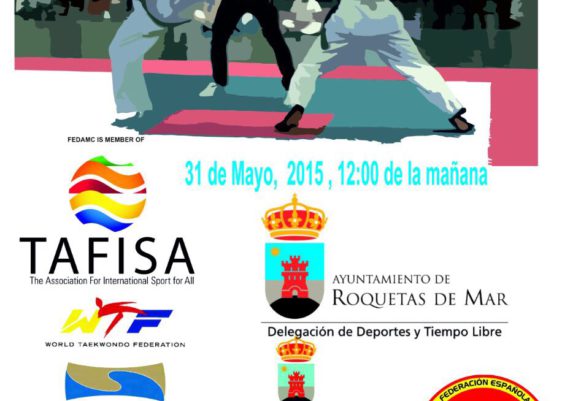 FEDAMC IS MEMBER OF
31 de Mayo, 2015 , 12:00 de la mañana
TAFISA
The Association For International Sport for All
AYUNTAMIENTO DE
ROQUETAS DE MAR
Delegación de Deportes y Tiempo Libre
WTF
WORLD TAEKWONDO FEDERATION
FEDERACIÓN ESPAÑOLA